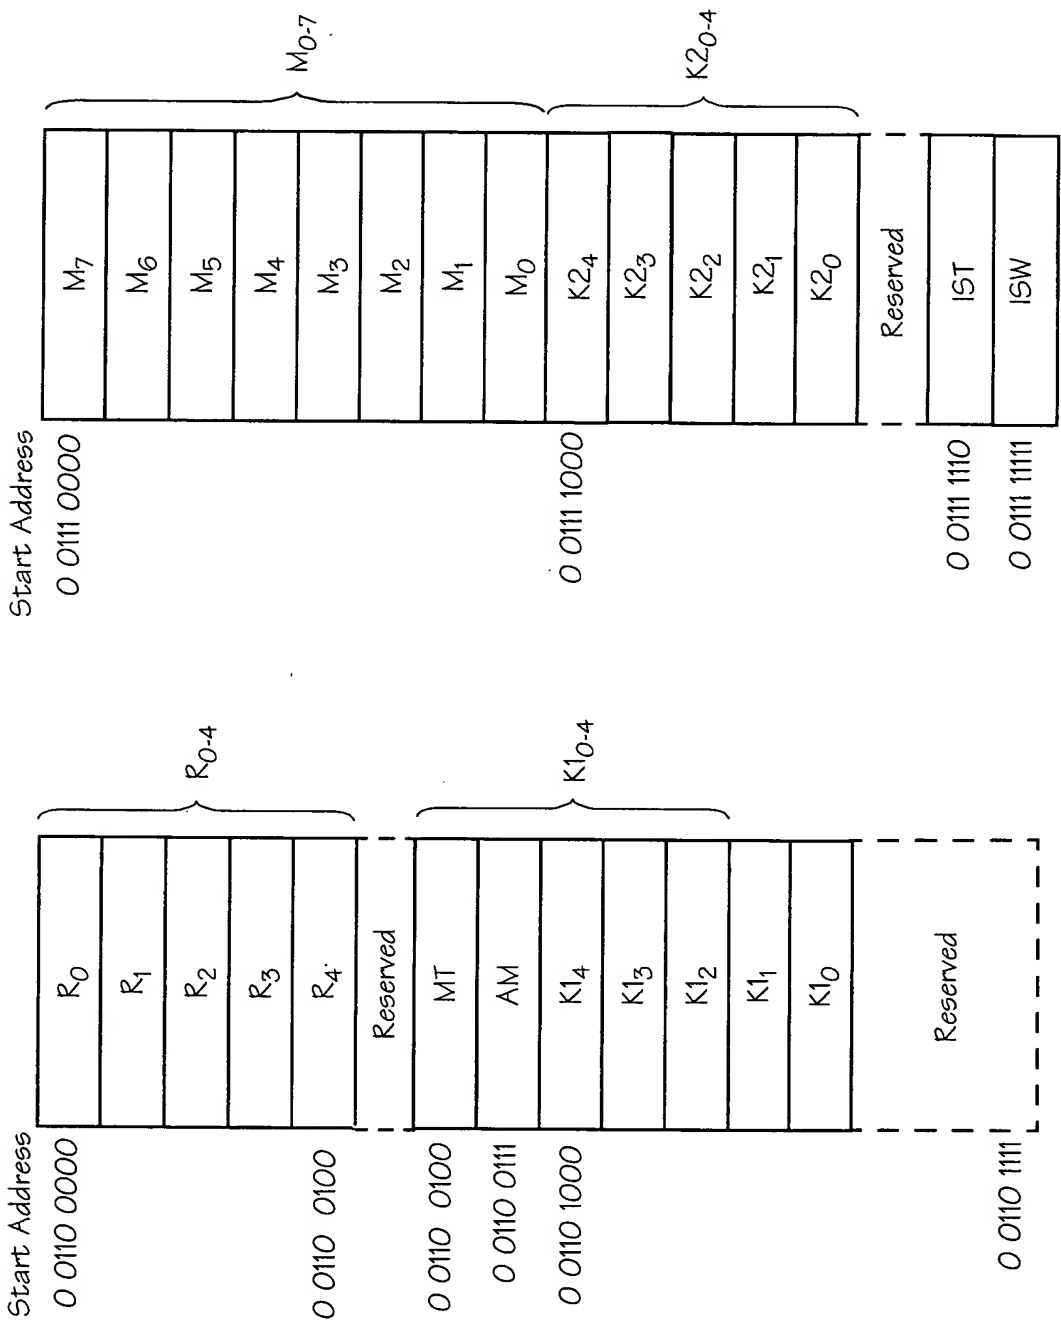 Start Address
0 0110 0000
R0
R1
R2
R3
0 0110 0100
R4
R0-4
Reserved
0 0110 0100
MT
0 0110 0111
AM
0 0110 1000
K14
K13
K12
K11
K10
K10-4
Reserved
0 0110 1111
Start Address
0 0111 0000
M7
M6
M5
M4
M3
M2
M1
M0
M0-7
0 0111 1000
K24
K23
K22
K21
K20
K20-4
Reserved
0 0111 1110
IST
0 0111 11111
ISW